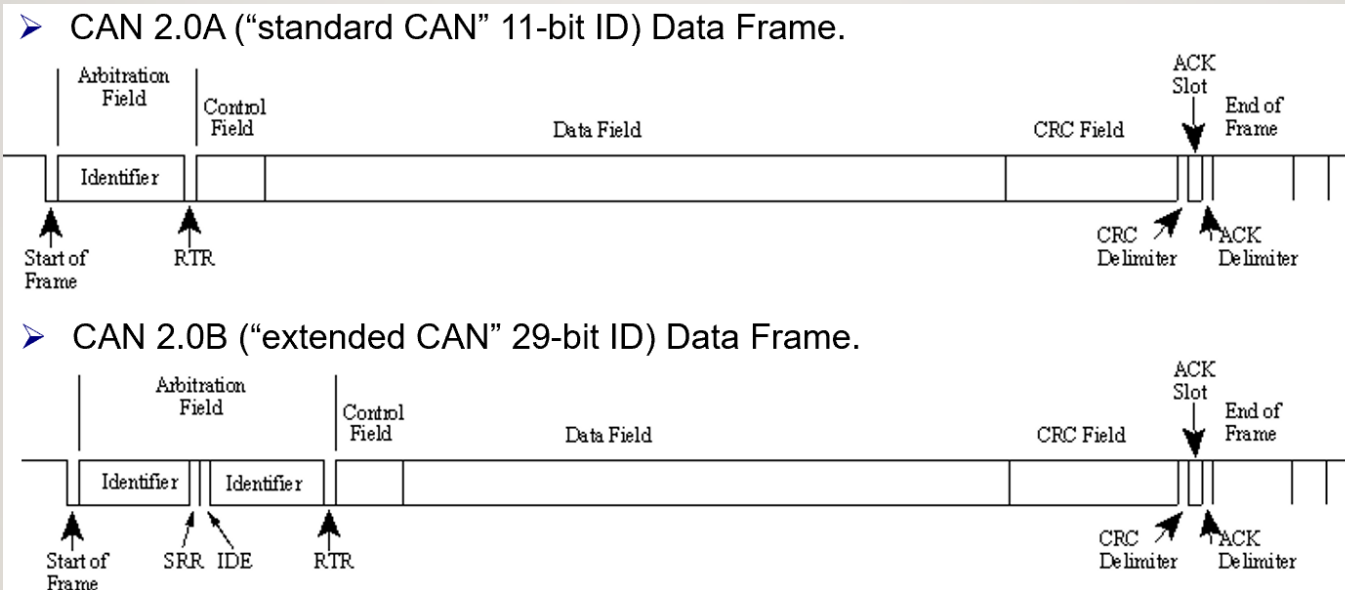 ➢ CAN 2.0A (“standard CAN” 11-bit ID) Data Frame.
Arbitration
Field
Control
Field
Data Field
CRC Field
ACK
Slot
End of
Frame
Identifier
Start of
Frame
RTR
CRC
Delimiter
ACK
Delimiter
➢ CAN 2.0B (“extended CAN” 29-bit ID) Data Frame.
Arbitration
Field
Control
Field
Data Field
CRC Field
ACK
Slot
End of
Frame
Identifier
Identifier
Start of
Frame
SRR
IDE
RTR
CRC
Delimiter
ACK
Delimiter